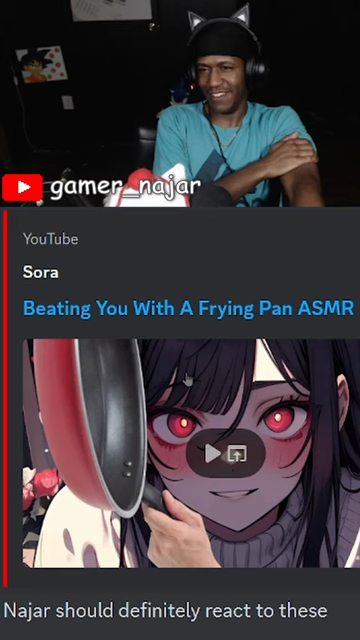 gamer_najar
YouTube
Sora
Beating You With A Frying Pan ASMR
Najar should definitely react to these